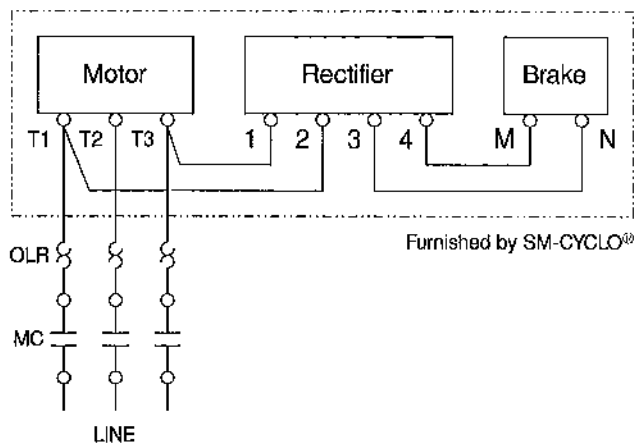 Motor Rectifier Brake
T1 T2 T3 1 2 3 4 M N
Furnished by SM-CYCLO®
OLR
MC
LINE